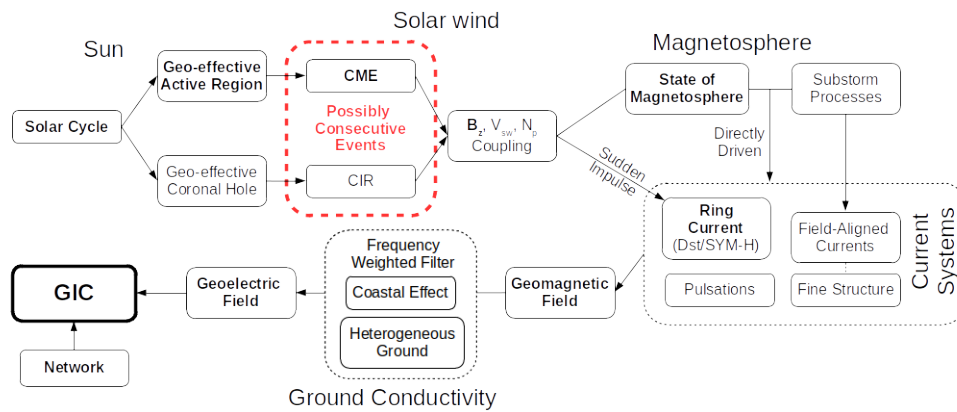 Solar wind
Sun
Magnetosphere
Geo-effective
Active Region
CME
State of
Magnetosphere
Substorm
Processes
Solar Cycle
Possibly
Consecutive
Events
Bz, Vsw, Np
Coupling
Directly
Driven
Sudden
Impulse
Geo-effective
Coronal Hole
CIR
Ring
Current
(Dst/SYM-H)
Field-Aligned
Currents
Current
Systems
Pulsations
Fine Structure
Frequency
Weighted Filter
Coastal Effect
Heterogeneous
Ground
GIC
Geoelectric
Field
Geomagnetic
Field
Network
Ground Conductivity